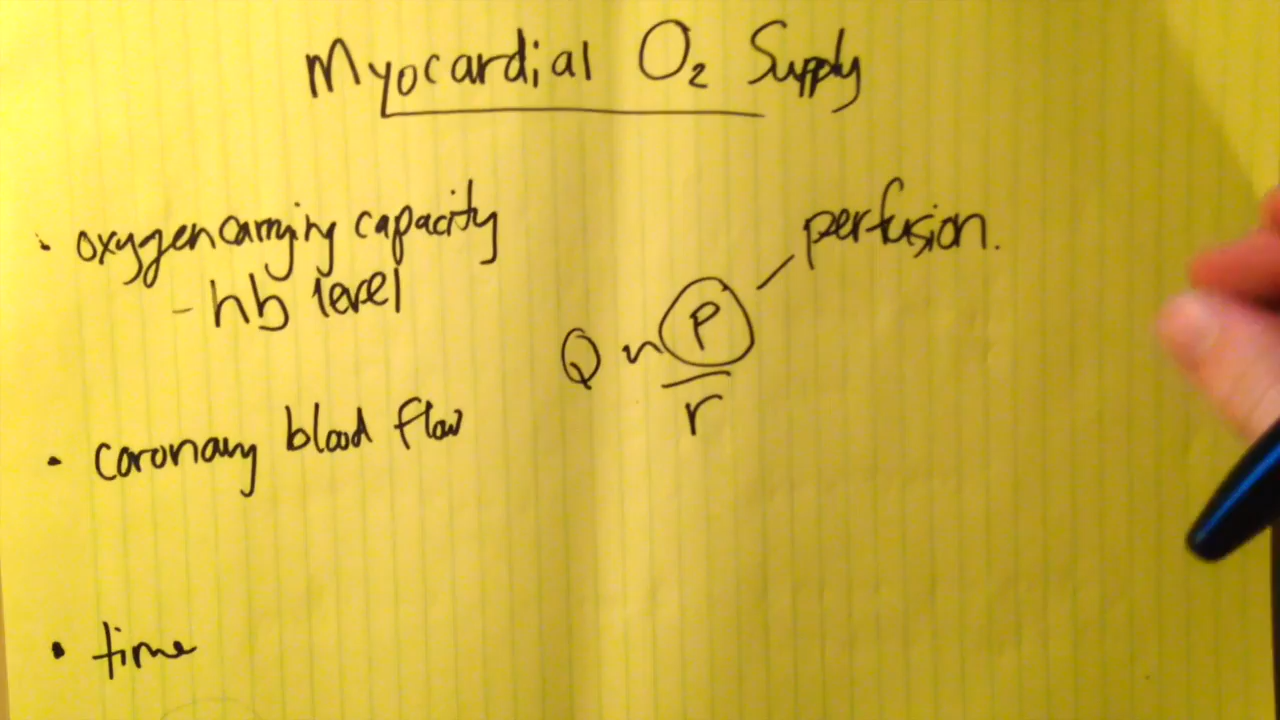 Myocardial O₂ Supply
• oxygen carrying capacity
- hb level
perfusion.
Q ~ P
r
• coronary blood flow
• time